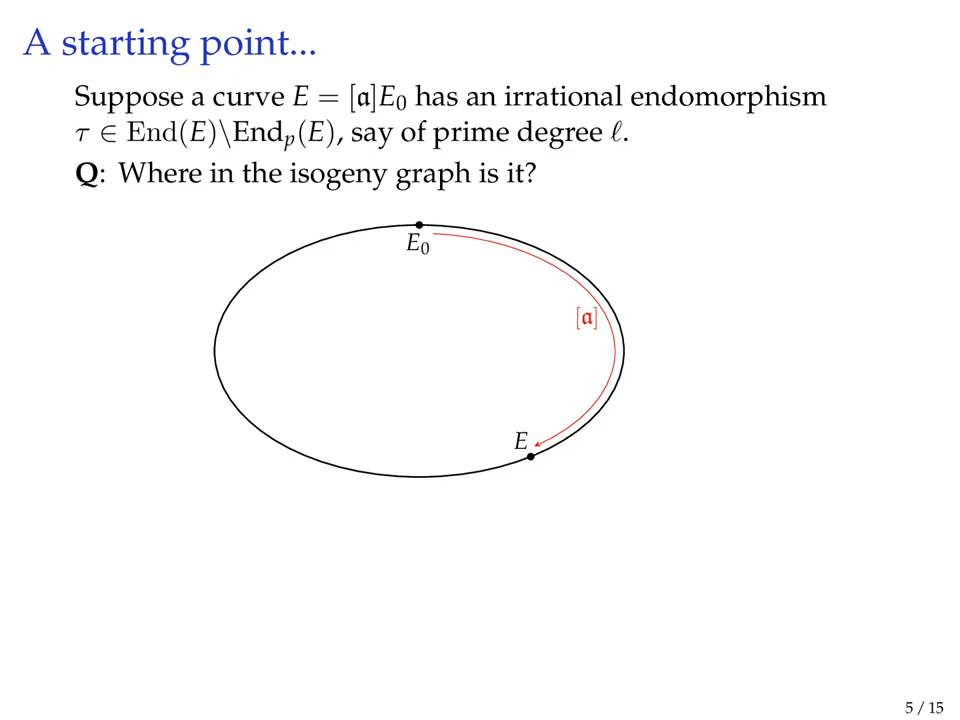 A starting point...
Suppose a curve E = [𝔞]E₀ has an irrational endomorphism
τ ∈ End(E)\Endₚ(E), say of prime degree ℓ.
Q: Where in the isogeny graph is it?
E₀
[𝔞]
E
5 / 15